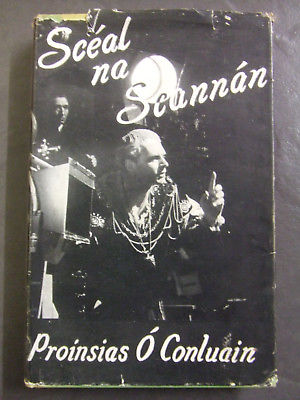 Scéal
na
Scannán
Proinsias Ó Conluain